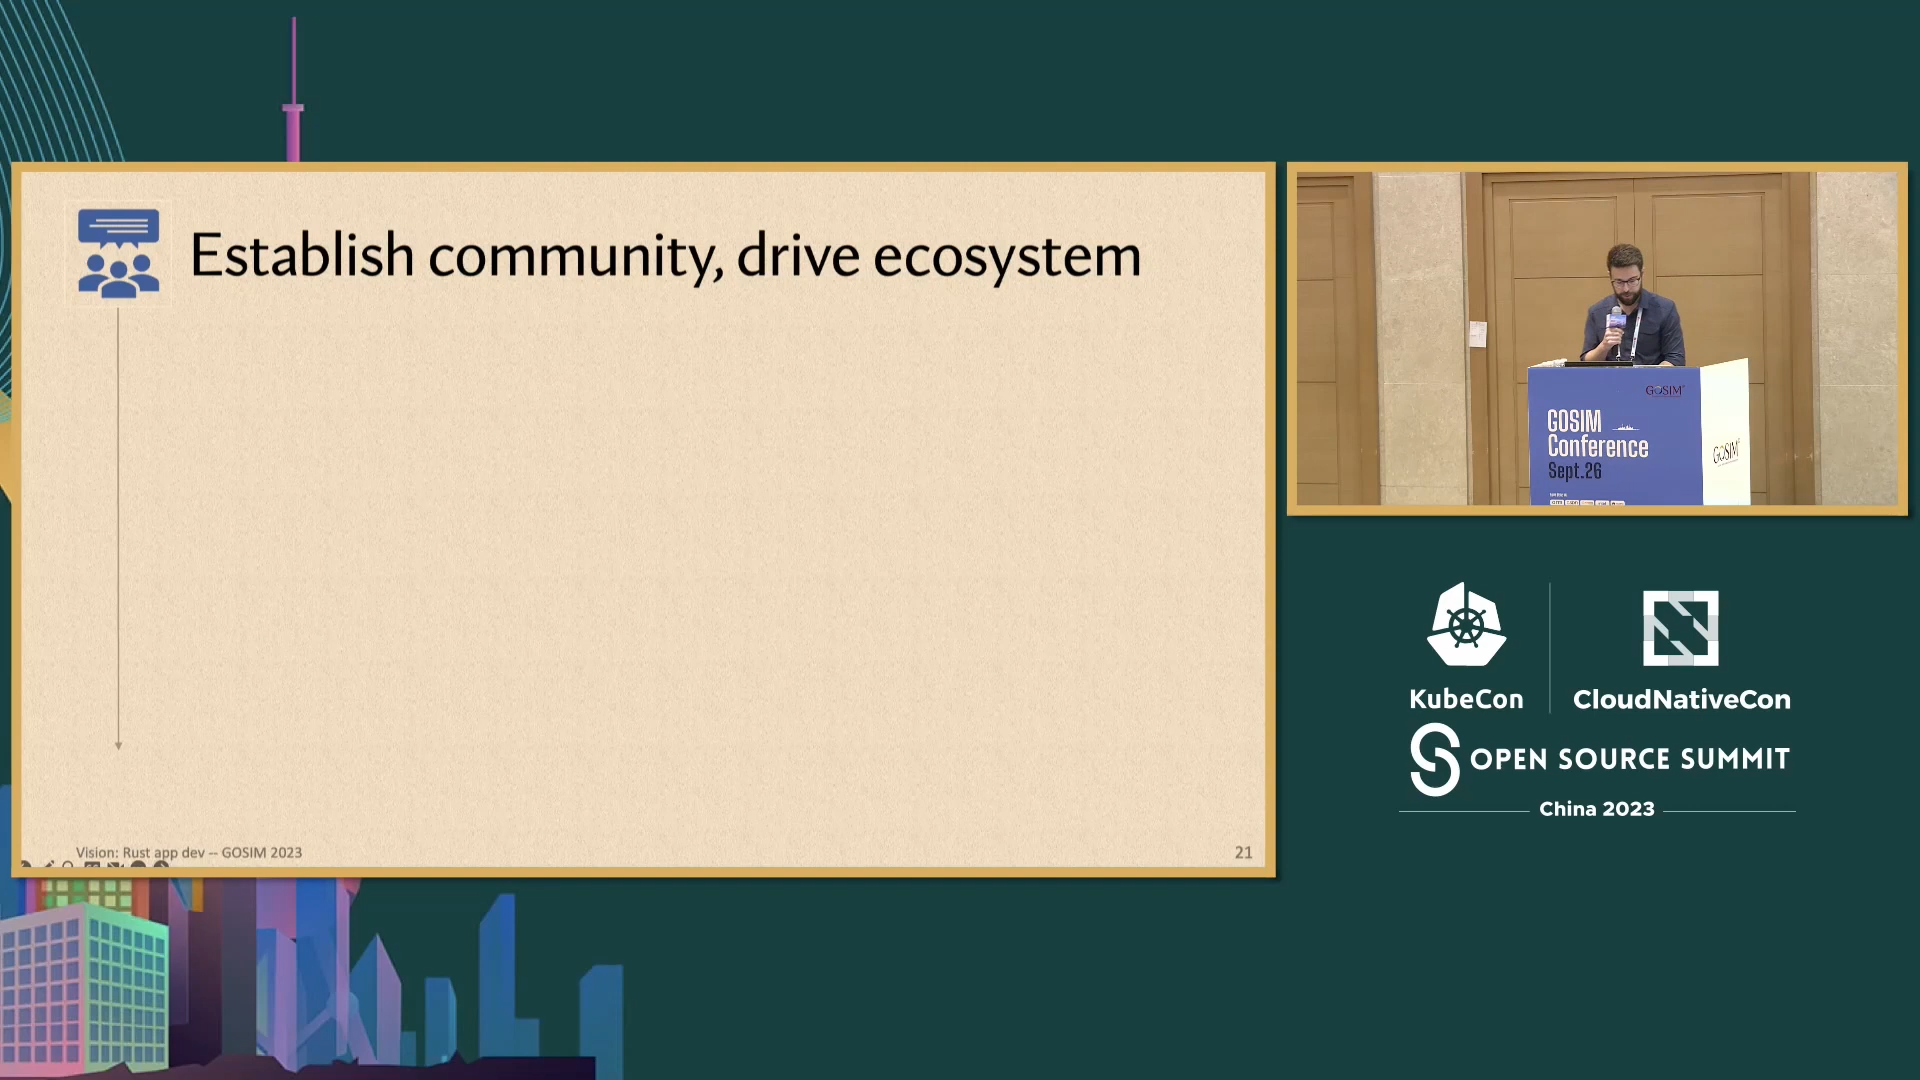 Establish community, drive ecosystem
Vision: Rust app dev -- GOSIM 2023
21
GOSIM
GOSIM
Conference
Sept.26
GOSIM
KubeCon
CloudNativeCon
OPEN SOURCE SUMMIT
China 2023